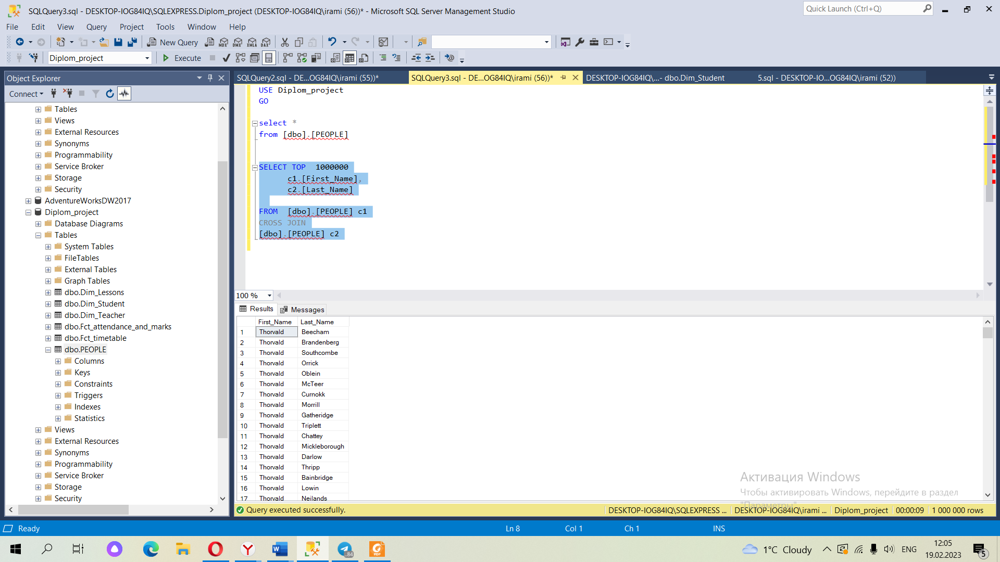 SQLQuery3.sql - DESKTOP-IOG84IQ\SQLEXPRESS.Diplom_project (DESKTOP-IOG84IQ\irami (56))* - Microsoft SQL Server Management Studio
Quick Launch (Ctrl+Q)
File Edit View Query Project Tools Window Help
New Query
MDX DMX XMLA DAX
Diplom_project
Execute
Object Explorer
SQLQuery2.sql - DE...OG84IQ\irami (55))*
SQLQuery3.sql - DE...OG84IQ\irami (56))*
DESKTOP-IOG84IQ\...- dbo.Dim_Student
5.sql - DESKTOP-IO...OG84IQ\irami (52))
Connect
Tables
Views
External Resources
Synonyms
Programmability
Service Broker
Storage
Security
AdventureWorksDW2017
Diplom_project
Database Diagrams
Tables
System Tables
FileTables
External Tables
Graph Tables
dbo.Dim_Lessons
dbo.Dim_Student
dbo.Dim_Teacher
dbo.Fct_attendance_and_marks
dbo.Fct_timetable
dbo.PEOPLE
Columns
Keys
Constraints
Triggers
Indexes
Statistics
Views
External Resources
Synonyms
Programmability
Service Broker
Storage
Security
USE Diplom_project
GO
select *
from [dbo].[PEOPLE]
SELECT TOP 1000000
c1.[First_Name],
c2.[Last_Name]
FROM [dbo].[PEOPLE] c1
CROSS JOIN
[dbo].[PEOPLE] c2
100 %
Results Messages
First_Name Last_Name
1 Thorvald Beecham
2 Thorvald Brandenberg
3 Thorvald Southcombe
4 Thorvald Orrick
5 Thorvald Oblein
6 Thorvald McTeer
7 Thorvald Curnokk
8 Thorvald Morrill
9 Thorvald Gatheridge
10 Thorvald Triplett
11 Thorvald Chattey
12 Thorvald Mickleborough
13 Thorvald Darlow
14 Thorvald Thripp
15 Thorvald Bainbridge
16 Thorvald Lowin
17 Thorvald Neilands
Активация Windows
Чтобы активировать Windows, перейдите в раздел
"Параметры"
Query executed successfully.
DESKTOP-IOG84IQ\SQLEXPRESS ... DESKTOP-IOG84IQ\irami ... Diplom_project 00:00:09 1 000 000 rows
Ready Ln 8 Col 1 Ch 1 INS
84
PDF
1°C Cloudy
ENG
12:05
19.02.2023
5